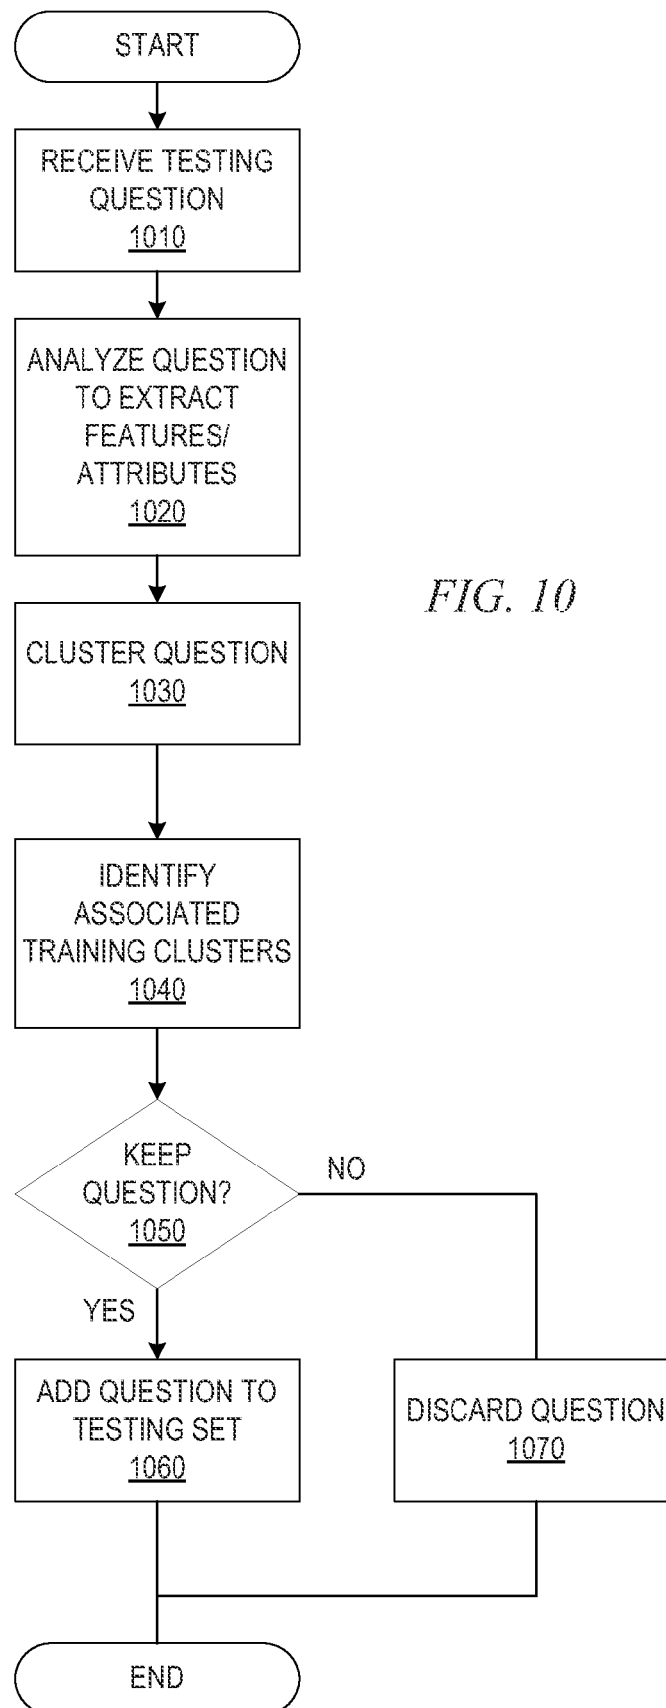 START
RECEIVE TESTING
QUESTION
1010
ANALYZE QUESTION
TO EXTRACT
FEATURES/
ATTRIBUTES
1020
FIG. 10
CLUSTER QUESTION
1030
IDENTIFY
ASSOCIATED
TRAINING CLUSTERS
1040
KEEP
QUESTION?
1050
NO
YES
ADD QUESTION TO
TESTING SET
1060
DISCARD QUESTION
1070
END